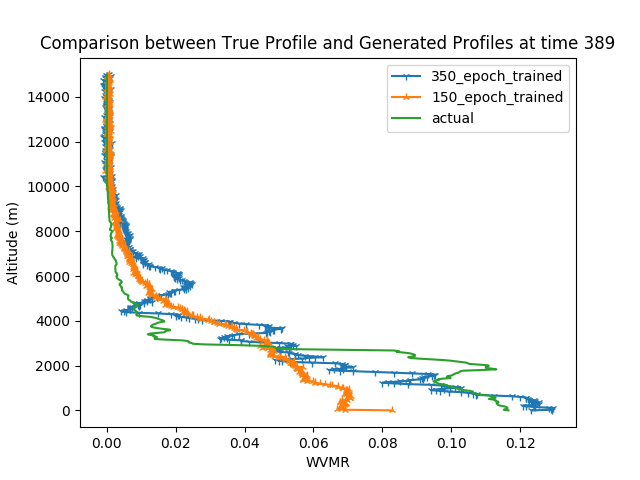 Comparison between True Profile and Generated Profiles at time 389
350_epoch_trained
150_epoch_trained
actual
Altitude (m)
14000
12000
10000
8000
6000
4000
2000
0
0.00 0.02 0.04 0.06 0.08 0.10 0.12
WVMR